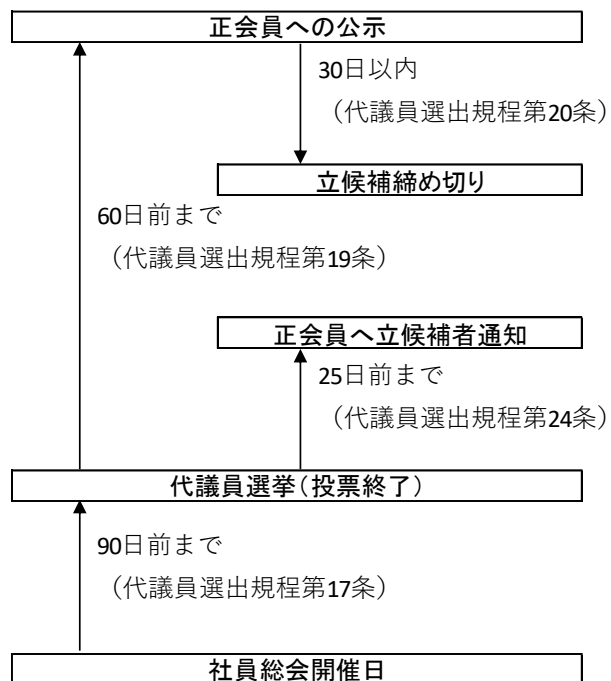 正会員への公示
30日以内
（代議員選出規程第20条）
立候補締め切り
60日前まで
（代議員選出規程第19条）
正会員へ立候補者通知
25日前まで
（代議員選出規程第24条）
代議員選挙（投票終了）
90日前まで
（代議員選出規程第17条）
社員総会開催日